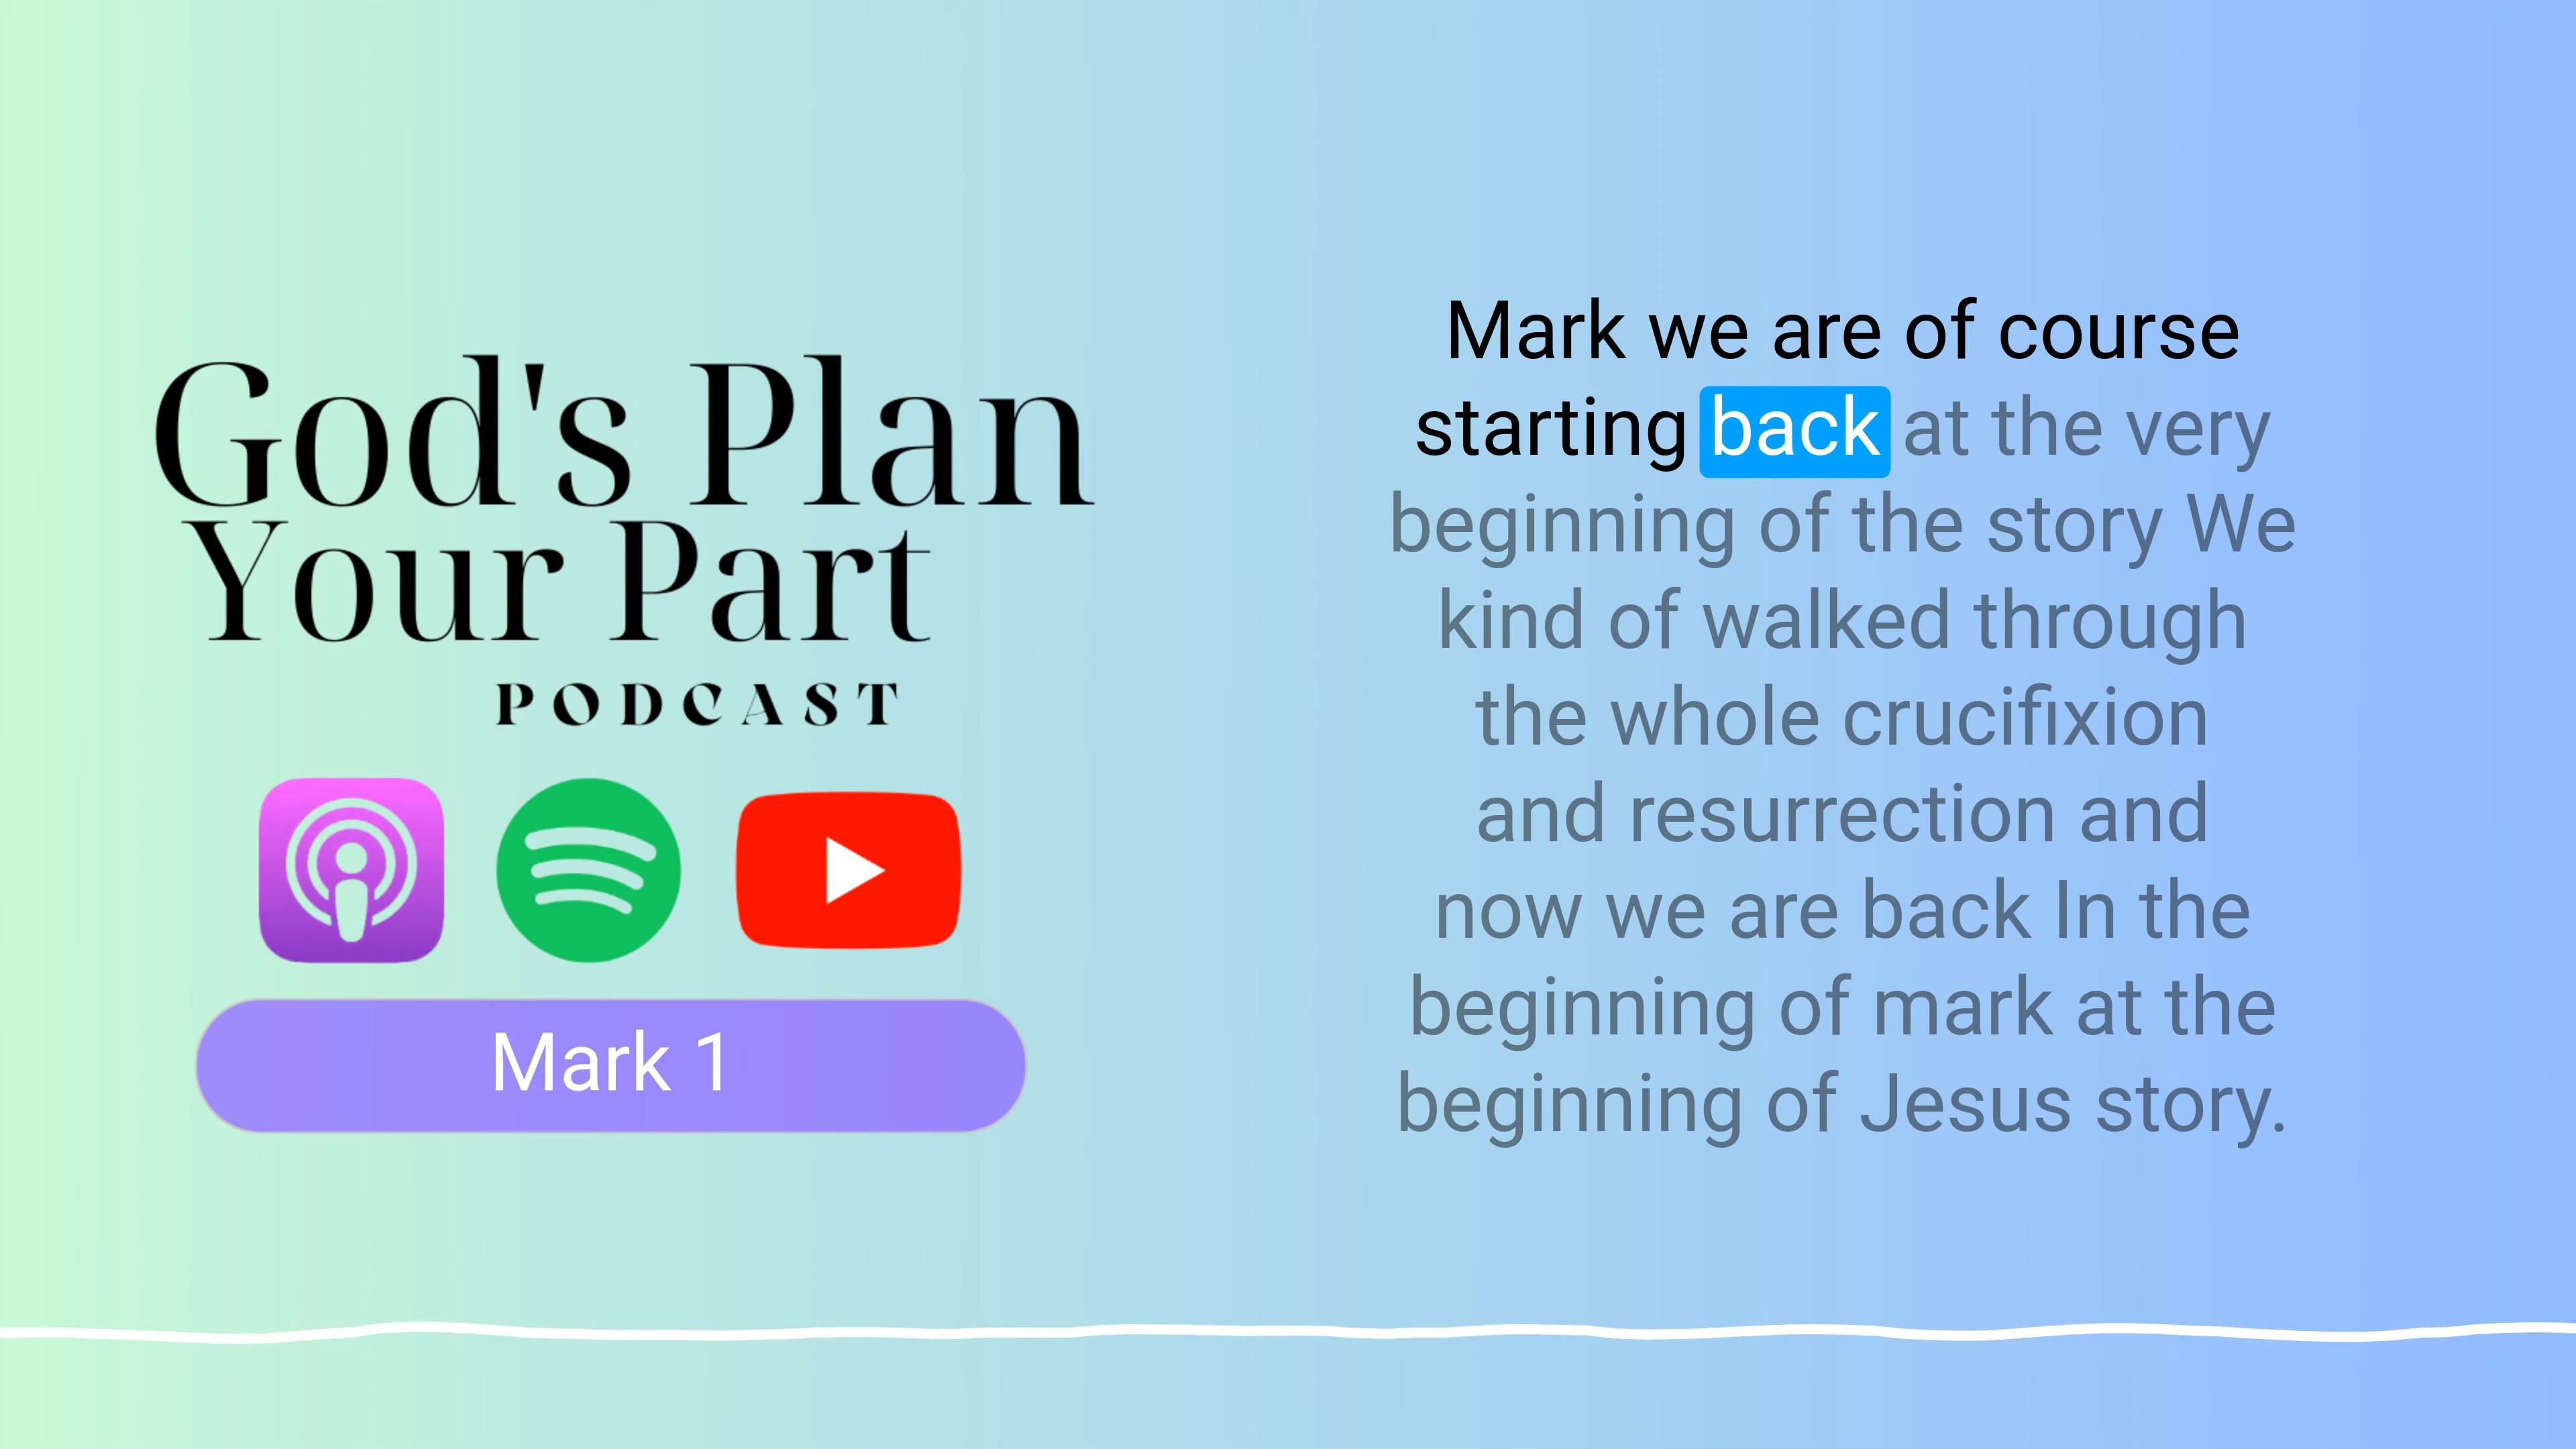 God's Plan
Your Part
PODCAST
Mark 1
Mark we are of course
starting back at the very
beginning of the story We
kind of walked through
the whole crucifixion
and resurrection and
now we are back In the
beginning of mark at the
beginning of Jesus story.